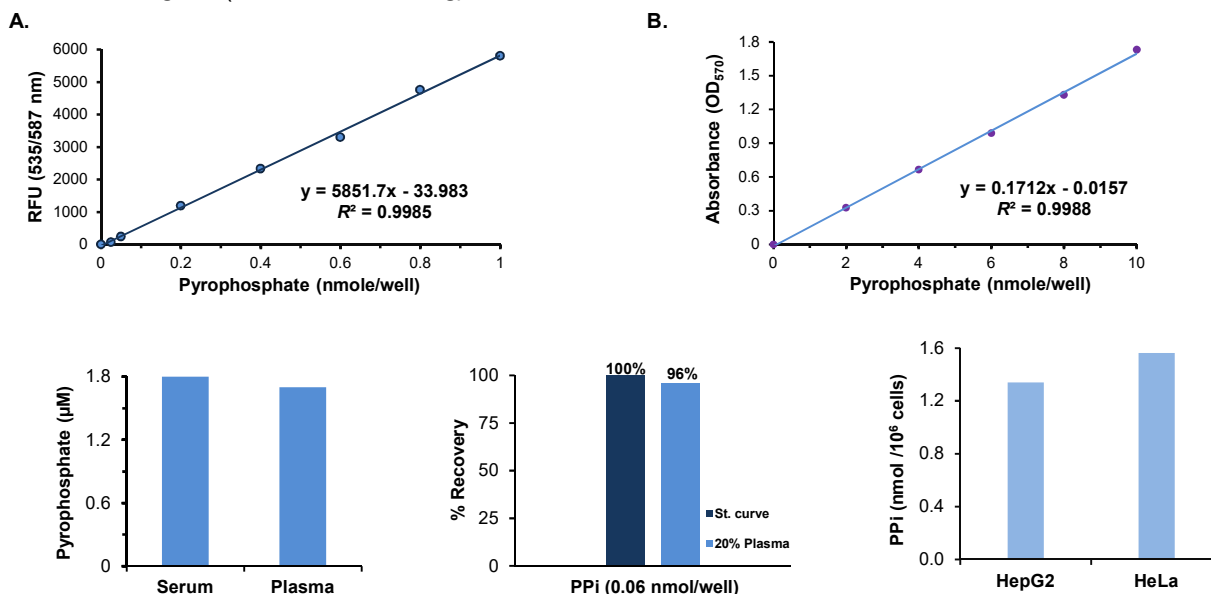 A.
6000
5000
4000
3000
2000
1000
0
RFU (535/587 nm)
y = 5851.7x - 33.983
R² = 0.9985
0 0.2 0.4 0.6 0.8 1
Pyrophosphate (nmole/well)
B.
1.8
1.5
1.2
0.9
0.6
0.3
0
Absorbance (OD570)
y = 0.1712x - 0.0157
R² = 0.9988
0 2 4 6 8 10
Pyrophosphate (nmole/well)
1.8
1.2
0.6
0
Pyrophosphate (µM)
Serum Plasma
100
75
50
25
0
% Recovery
100% 96%
St. curve
20% Plasma
PPi (0.06 nmol/well)
1.6
1.2
0.8
0.4
0.0
PPi (nmol /10⁶ cells)
HepG2 HeLa